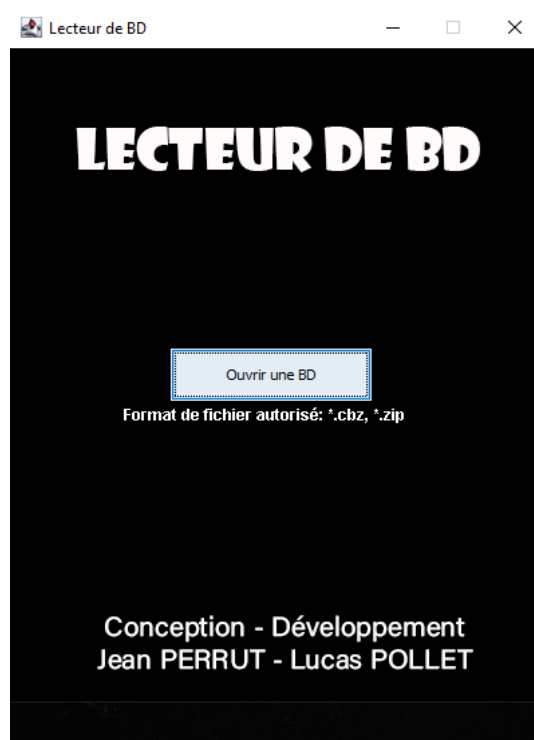 Lecteur de BD
LECTEUR DE BD
Ouvrir une BD
Format de fichier autorisé: *.cbz, *.zip
Conception - Développement
Jean PERRUT - Lucas POLLET